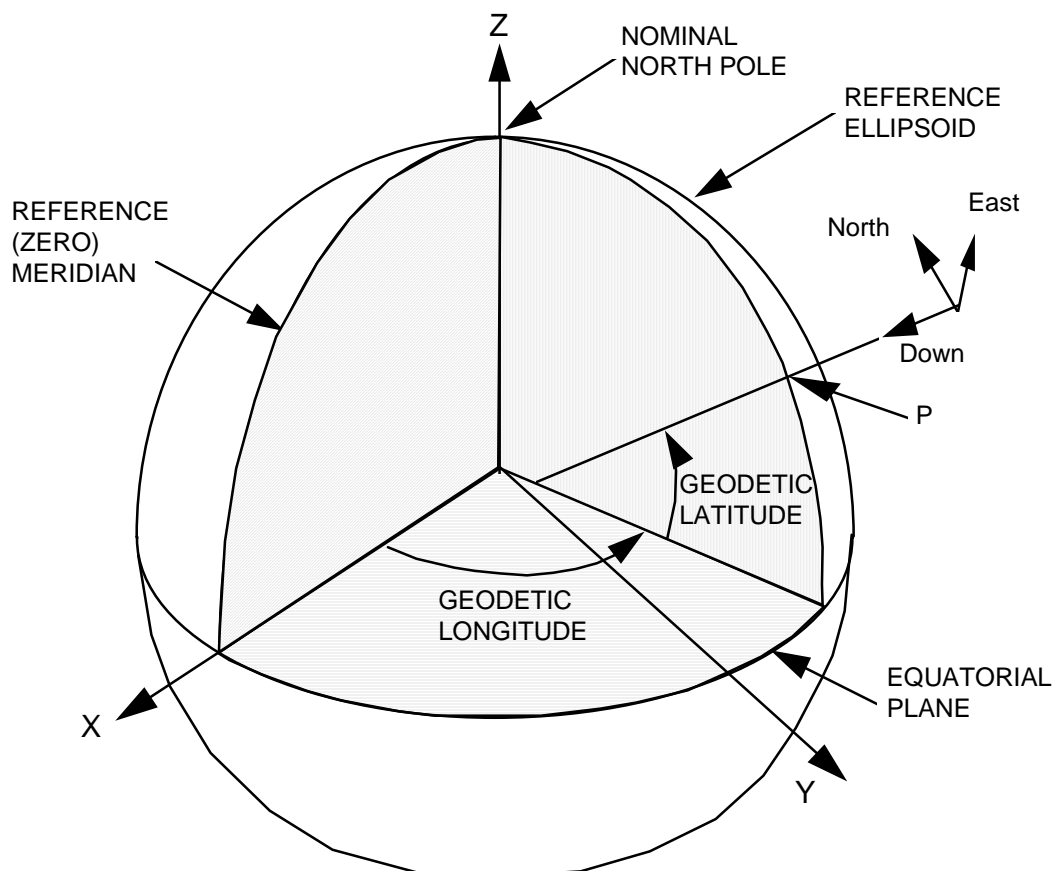 Z
NOMINAL
NORTH POLE
REFERENCE
ELLIPSOID
REFERENCE
(ZERO)
MERIDIAN
East
North
Down
P
GEODETIC
LATITUDE
GEODETIC
LONGITUDE
EQUATORIAL
PLANE
X
Y